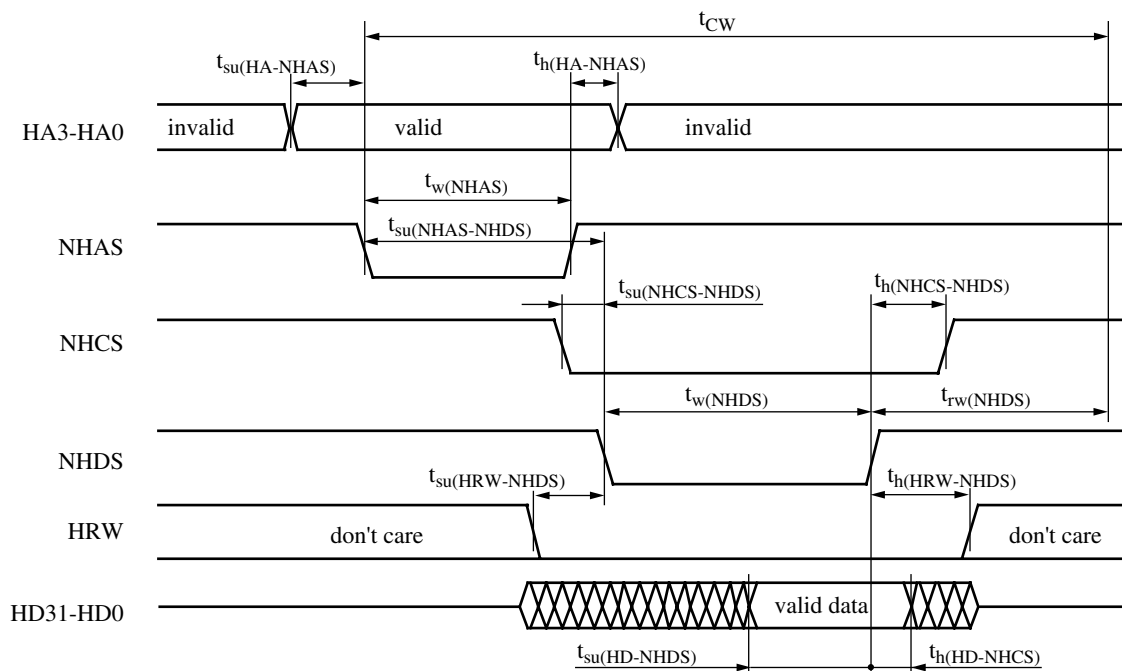 tCW
tsu(HA-NHAS)
th(HA-NHAS)
HA3-HA0
invalid
valid
invalid
tw(NHAS)
NHAS
tsu(NHAS-NHDS)
tsu(NHCS-NHDS)
th(NHCS-NHDS)
NHCS
tw(NHDS)
trw(NHDS)
NHDS
tsu(HRW-NHDS)
th(HRW-NHDS)
HRW
don't care
don't care
HD31-HD0
valid data
tsu(HD-NHDS)
th(HD-NHCS)